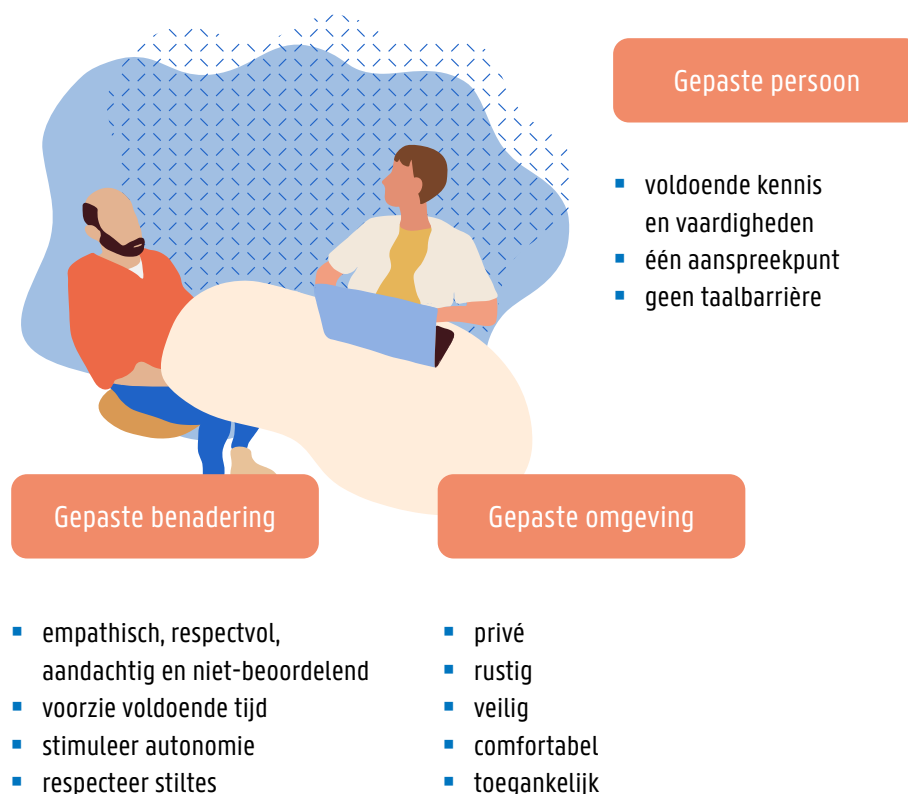 Gepaste persoon
voldoende kennis
en vaardigheden
één aanspreekpunt
geen taalbarrière
Gepaste benadering
empathisch, respectvol,
aandachtig en niet-beoordelend
voorzie voldoende tijd
stimuleer autonomie
respecteer stiltes
Gepaste omgeving
privé
rustig
veilig
comfortabel
toegankelijk